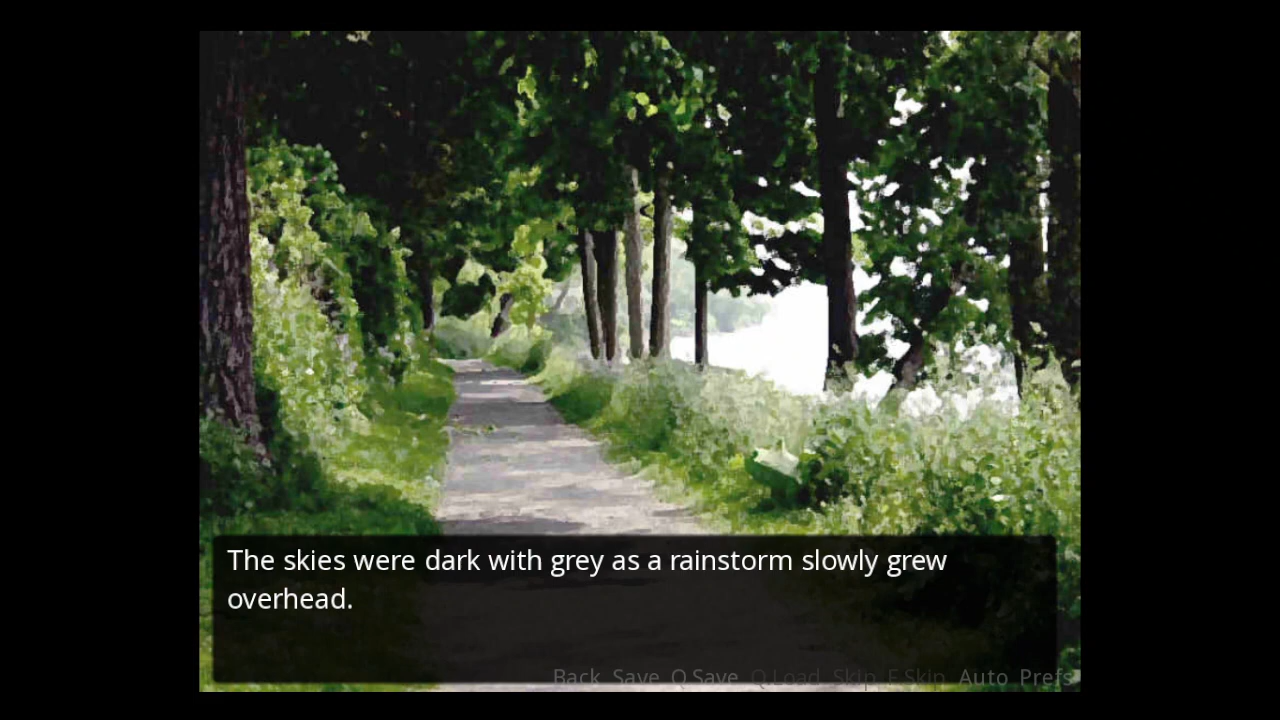 The skies were dark with grey as a rainstorm slowly grew
overhead.
Back Save Q.Save Q.Load Skip F.Skip Auto Prefs